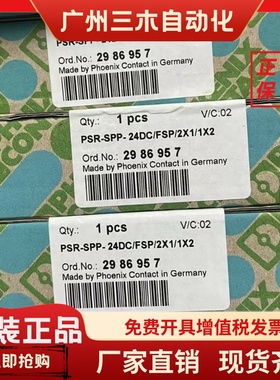 广州三木自动化
正
保
Ord.No.: 29 86 95 7
Made by Phoenix Contact in Germany
Qty.: 1 pcs V/C:02
PSR-SPP- 24DC/FSP/2X1/1X2
Ord.No.: 29 86 95 7
Made by Phoenix Contact in Germany
Qty.: 1 pcs V/C:02
PSR-SPP- 24DC/FSP/2X1/1X2
Ord.No.: 29 86 95 7
Made by Phoenix Contact in Germany
装正品
免费开具增值税发票
即抢购
厂家直销 现货齐